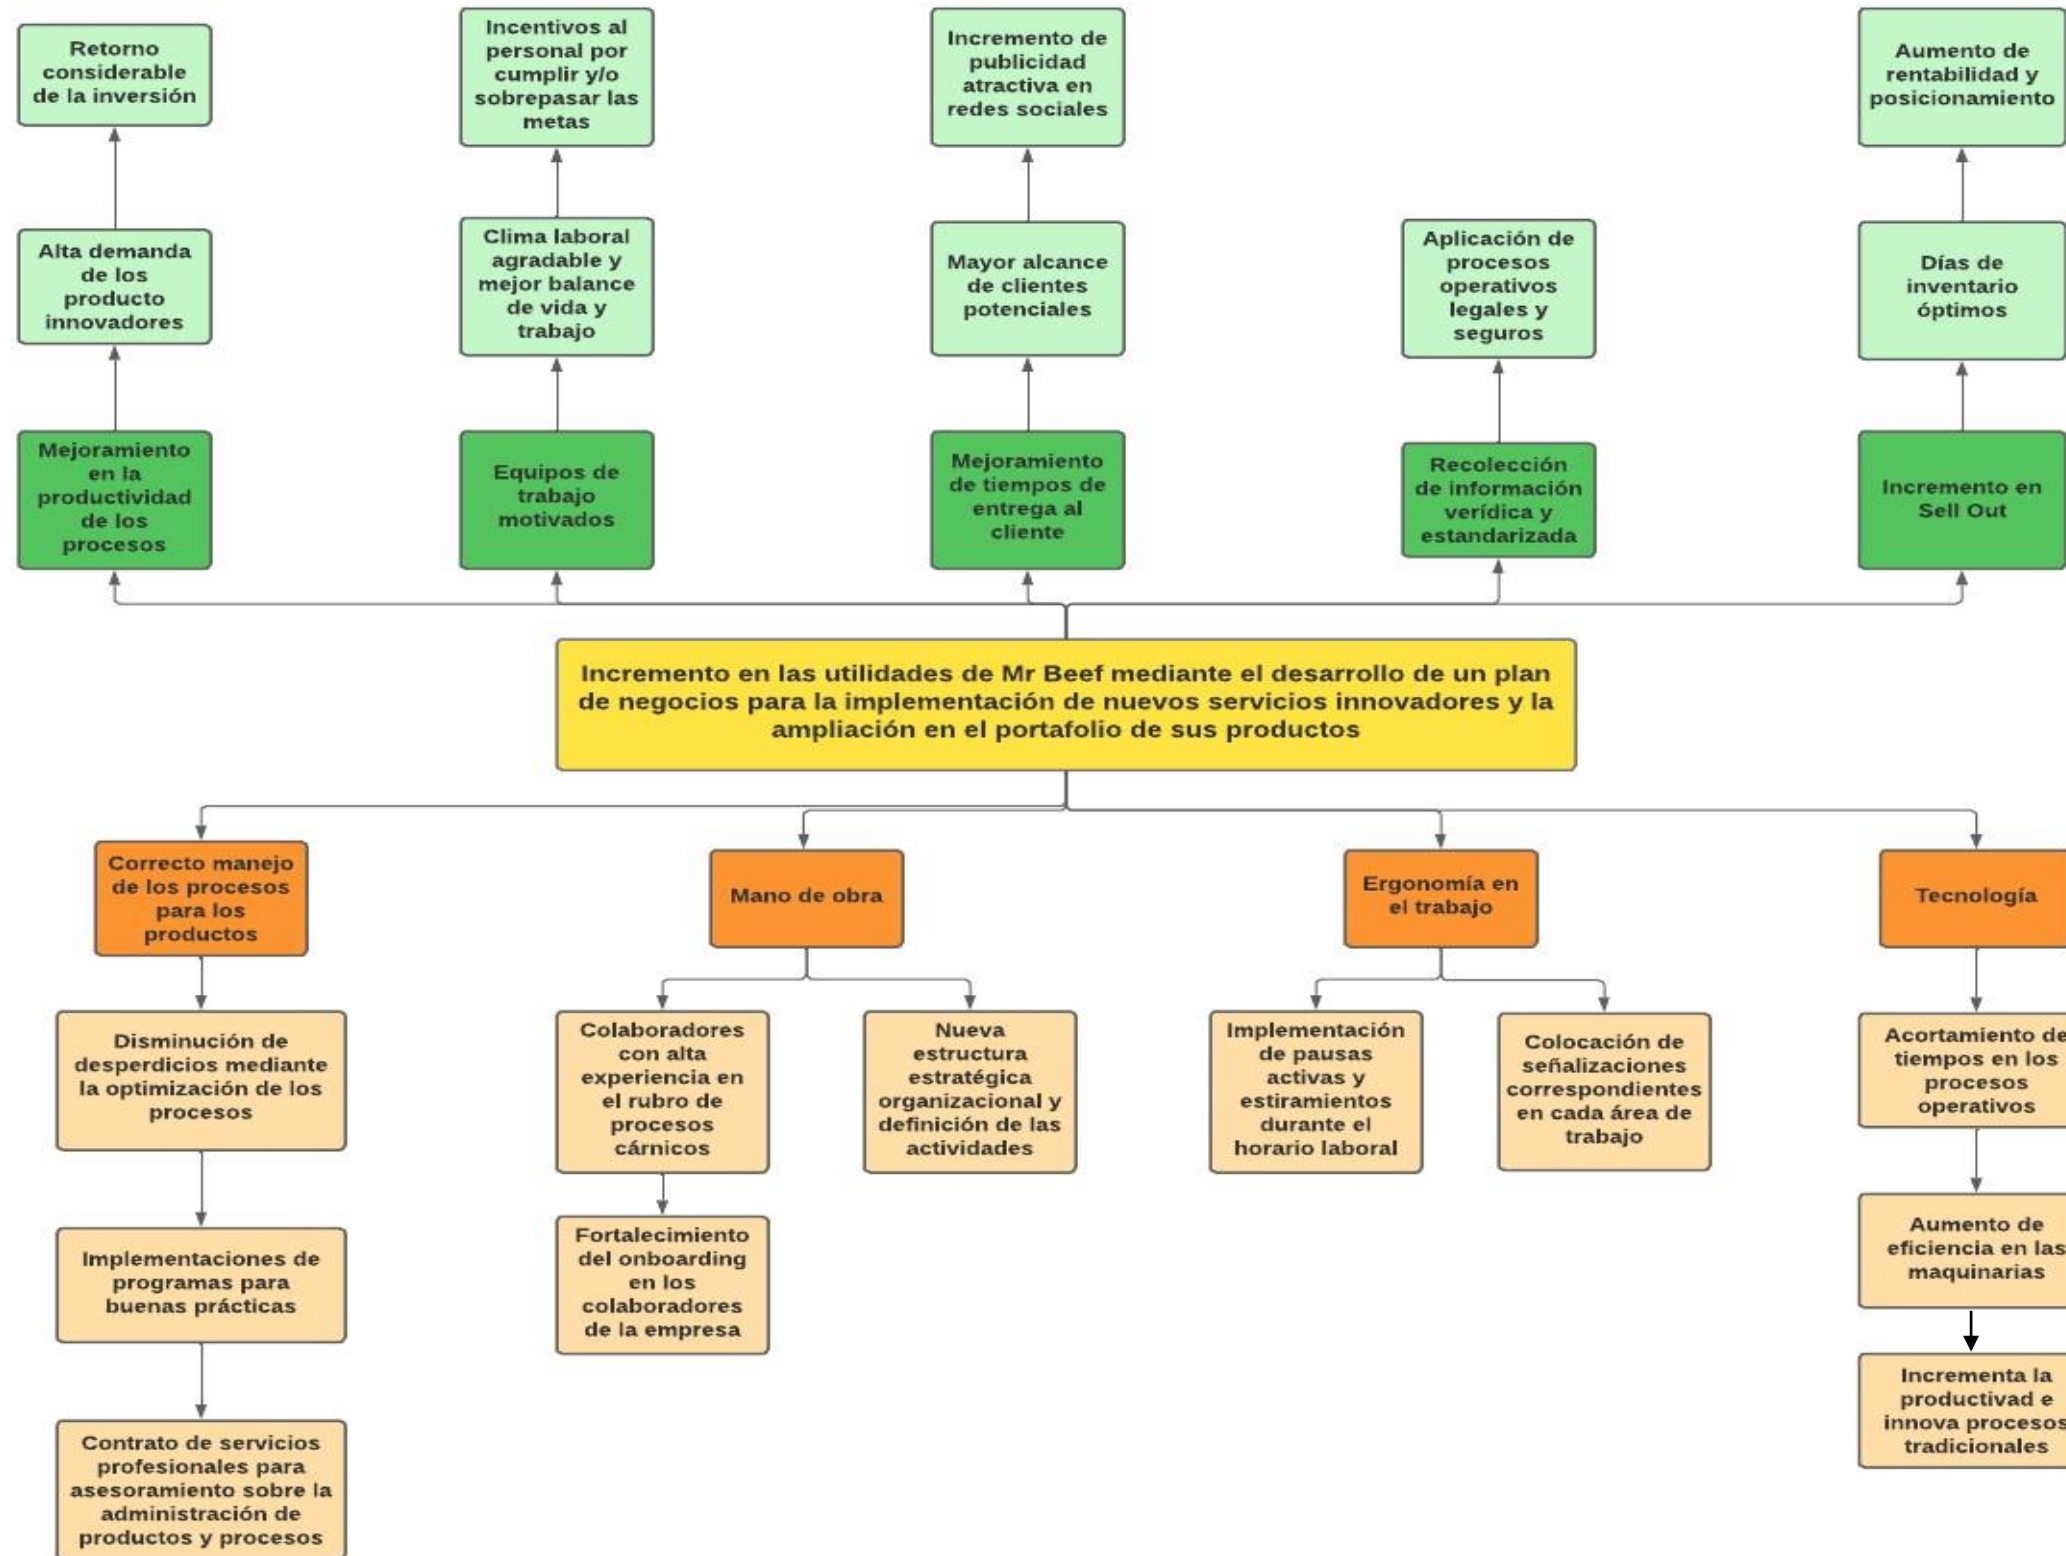 Retorno
considerable
de la inversión
Incentivos al
personal por
cumplir y/o
sobrepasar las
metas
Incremento de
publicidad
atractiva en
redes sociales
Aumento de
rentabilidad y
posicionamiento
Alta demanda
de los
producto
innovadores
Clima laboral
agradable y
mejor balance
de vida y
trabajo
Mayor alcance
de clientes
potenciales
Aplicación de
procesos
operativos
legales y
seguros
Días de
inventario
óptimos
Mejoramiento
en la
productividad
de los
procesos
Equipos de
trabajo
motivados
Mejoramiento
de tiempos de
entrega al
cliente
Recolección
de información
verídica y
estandarizada
Incremento en
Sell Out
Incremento en las utilidades de Mr Beef mediante el desarrollo de un plan
de negocios para la implementación de nuevos servicios innovadores y la
ampliación en el portafolio de sus productos
Correcto manejo
de los procesos
para los
productos
Mano de obra
Ergonomía en
el trabajo
Tecnología
Disminución de
desperdicios mediante
la optimización de los
procesos
Colaboradores
con alta
experiencia en
el rubro de
procesos
cárnicos
Nueva
estructura
estratégica
organizacional y
definición de las
actividades
Implementación
de pausas
activas y
estiramientos
durante el
horario laboral
Colocación de
señalizaciones
correspondientes
en cada área de
trabajo
Acortamiento de
tiempos en los
procesos
operativos
Implementaciones de
programas para
buenas prácticas
Fortalecimiento
del onboarding
en los
colaboradores
de la empresa
Aumento de
eficiencia en las
maquinarias
Contrato de servicios
profesionales para
asesoramiento sobre la
administración de
productos y procesos
Incrementa la
productivad e
innova procesos
tradicionales